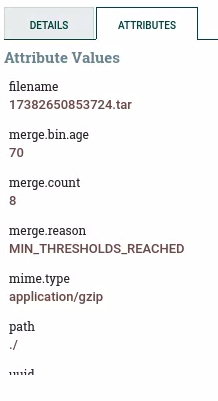 DETAILS
ATTRIBUTES
Attribute Values
filename
17382650853724.tar
merge.bin.age
70
merge.count
8
merge.reason
MIN_THRESHOLDS_REACHED
mime.type
application/gzip
path
./
uuid